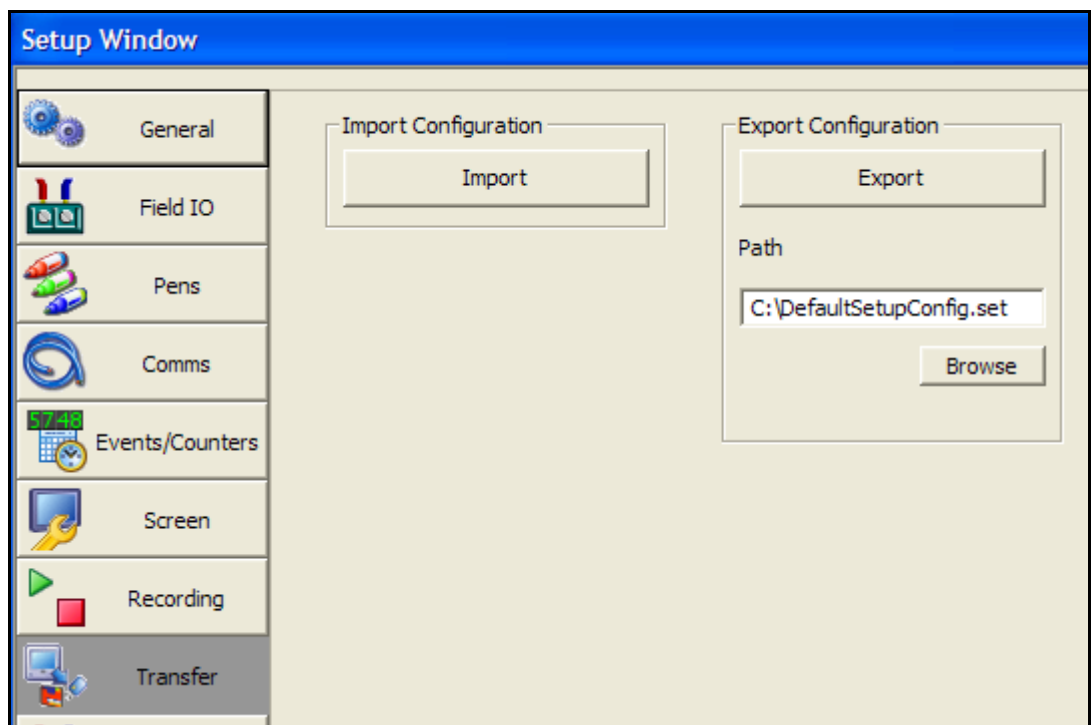 Setup Window
General
Field IO
Pens
Comms
57:48
Events/Counters
Screen
Recording
Transfer
Import Configuration
Import
Export Configuration
Export
Path
C:\DefaultSetupConfig.set
Browse